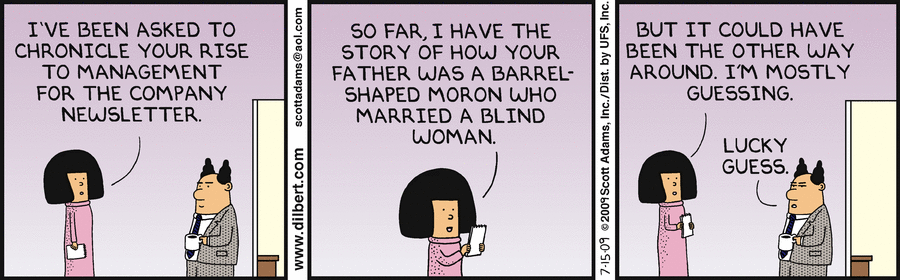 I'VE BEEN ASKED TO
CHRONICLE YOUR RISE
TO MANAGEMENT
FOR THE COMPANY
NEWSLETTER.
www.dilbert.com scottadams@aol.com
SO FAR, I HAVE THE
STORY OF HOW YOUR
FATHER WAS A BARREL-
SHAPED MORON WHO
MARRIED A BLIND
WOMAN.
7-15-09 ©2009 Scott Adams, Inc./Dist. by UFS, Inc.
BUT IT COULD HAVE
BEEN THE OTHER WAY
AROUND. I'M MOSTLY
GUESSING.
LUCKY
GUESS.